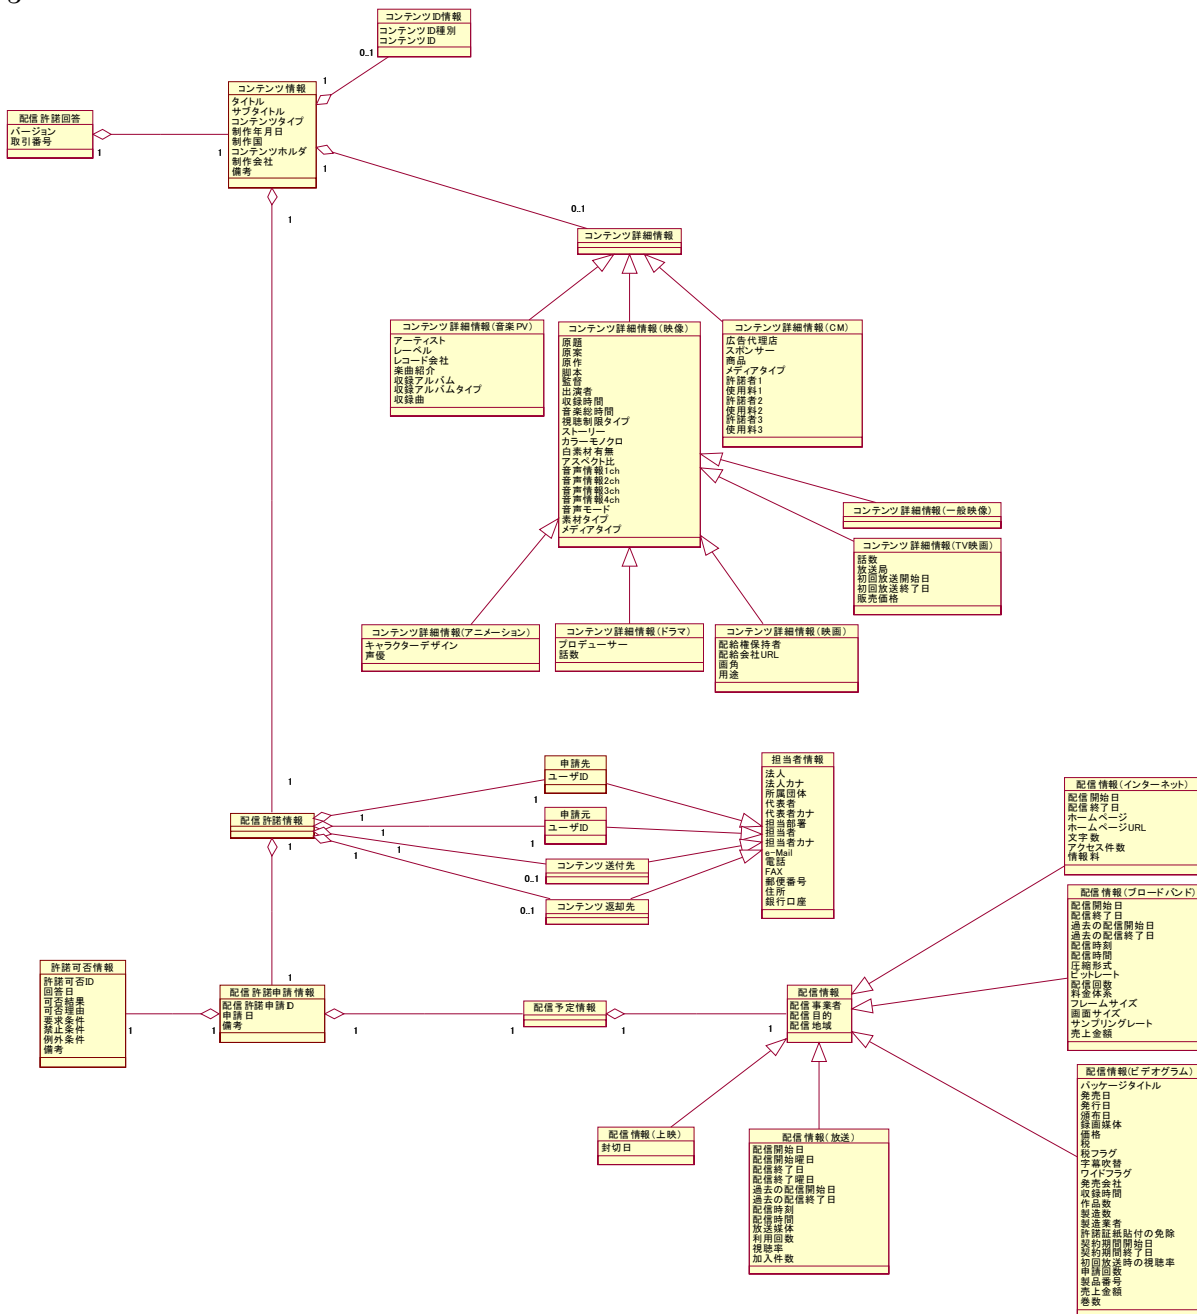 コンテンツID情報
コンテンツID種別
コンテンツID
0..1
1
コンテンツ情報
タイトル
サブタイトル
コンテンツタイプ
制作年月日
制作国
コンテンツホルダ
制作会社
備考
配信許諾回答
バージョン
取引番号
1
1
1
1
0..1
コンテンツ詳細情報
コンテンツ詳細情報(音楽PV)
アーティスト
レーベル
レコード会社
楽曲紹介
収録アルバム
収録アルバムタイプ
収録曲
コンテンツ詳細情報(映像)
原題
原案
原作
脚本
監督
出演者
収録時間
音楽総時間
視聴制限タイプ
ストーリー
カラーモノクロ
白素材有無
アスペクト比
音声情報1ch
音声情報2ch
音声情報3ch
音声情報4ch
音声モード
素材タイプ
メディアタイプ
コンテンツ詳細情報(CM)
広告代理店
スポンサー
商品
メディアタイプ
許諾者1
使用料1
許諾者2
使用料2
許諾者3
使用料3
コンテンツ詳細情報(一般映像)
コンテンツ詳細情報(TV映画)
話数
放送局
初回放送開始日
初回放送終了日
販売価格
コンテンツ詳細情報(アニメーション)
キャラクターデザイン
声優
コンテンツ詳細情報(ドラマ)
プロデューサー
話数
コンテンツ詳細情報(映画)
配給権保持者
配給会社URL
画角
用途
1
配信許諾情報
申請先
ユーザID
1
1
申請元
ユーザID
1
1
コンテンツ送付先
0..1
1
コンテンツ返却先
0..1
1
担当者情報
法人
法人カナ
所属団体
代表者
代表者カナ
担当部署
担当者
担当者カナ
e-Mail
電話
FAX
郵便番号
住所
銀行口座
1
1
許諾可否情報
許諾可否ID
回答日
可否結果
可否理由
要求条件
禁止条件
例外条件
備考
1
1
配信許諾申請情報
配信許諾申請ID
申請日
備考
1
1
配信予定情報
1
1
配信情報
配信事業者
配信目的
配信地域
配信情報(インターネット)
配信開始日
配信終了日
ホームページ
ホームページURL
文字数
アクセス件数
情報料
配信情報(ブロードバンド)
配信開始日
配信終了日
過去の配信開始日
過去の配信終了日
配信時刻
配信時間
圧縮形式
ビットレート
配信回数
料金体系
フレームサイズ
画面サイズ
サンプリングレート
売上金額
配信情報(ビデオグラム)
パッケージタイトル
発売日
発行日
頒布日
録画媒体
価格
税
税フラグ
字幕吹替
ワイドフラグ
発売会社
収録時間
作品数
製造数
製造業者
許諾証紙貼付の免除
契約期間開始日
契約期間終了日
初回放送時の視聴率
申請回数
製品番号
売上金額
巻数
配信情報(上映)
封切日
配信情報(放送)
配信開始日
配信開始曜日
配信終了日
配信終了曜日
過去の配信開始日
過去の配信終了日
配信時刻
配信時間
放送媒体
利用回数
視聴率
加入件数